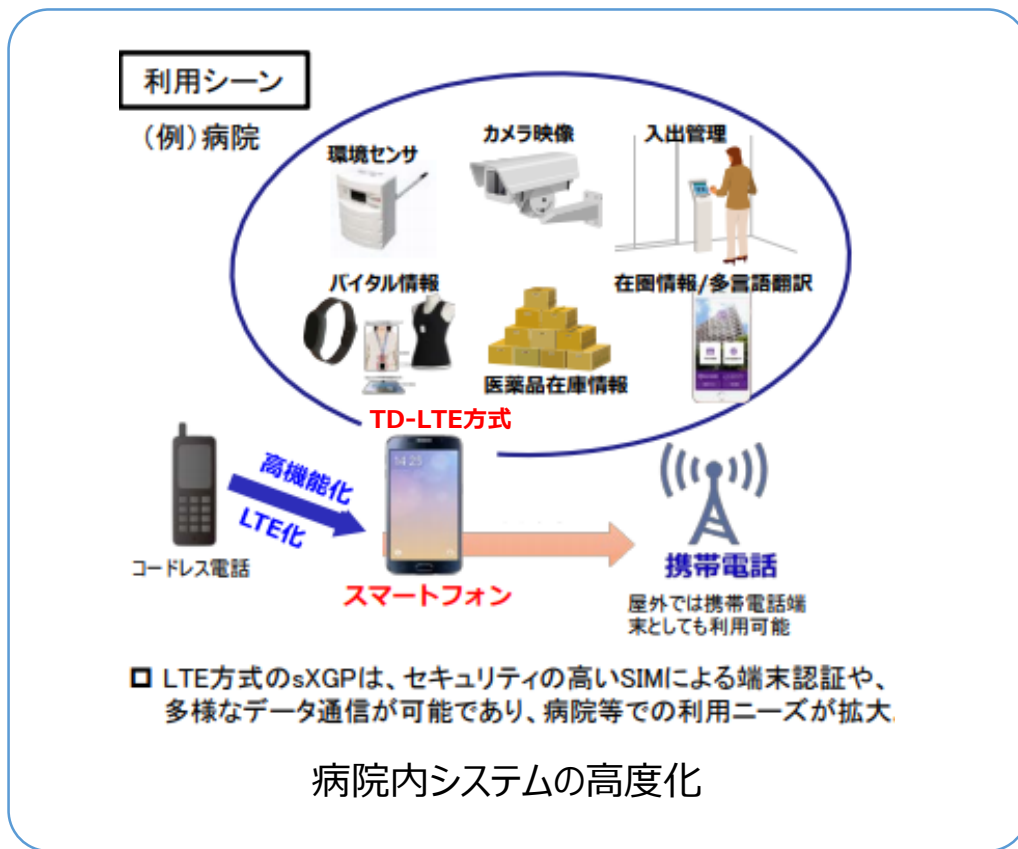 利用シーン
(例)病院
環境センサ
カメラ映像
入出管理
バイタル情報
医薬品在庫情報
在圏情報/多言語翻訳
TD-LTE方式
14:25
高機能化
LTE化
コードレス電話
スマートフォン
携帯電話
屋外では携帯電話端
末としても利用可能
ロ LTE方式のsXGPは、セキュリティの高いSIMによる端末認証や、
多様なデータ通信が可能であり、病院等での利用ニーズが拡大.
病院内システムの高度化